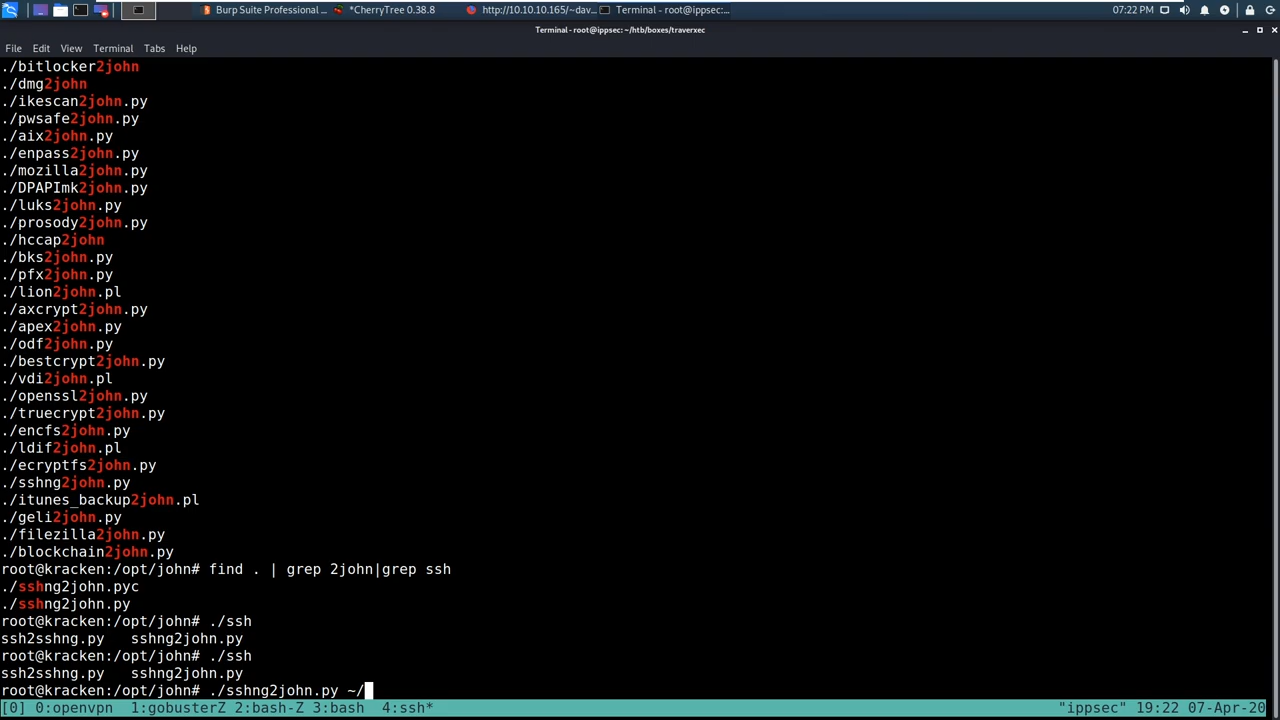 Burp Suite Professional ... *CherryTree 0.38.8 http://10.10.10.165/~dav... Terminal - root@ippsec:... 07:22 PM
Terminal - root@ippsec: ~/htb/boxes/traverxec
File Edit View Terminal Tabs Help
./bitlocker2john
./dmg2john
./ikescan2john.py
./pwsafe2john.py
./aix2john.py
./enpass2john.py
./mozilla2john.py
./DPAPImk2john.py
./luks2john.py
./prosody2john.py
./hccap2john
./bks2john.py
./pfx2john.py
./lion2john.pl
./axcrypt2john.py
./apex2john.py
./odf2john.py
./bestcrypt2john.py
./vdi2john.pl
./openssl2john.py
./truecrypt2john.py
./encfs2john.py
./ldif2john.pl
./ecryptfs2john.py
./sshng2john.py
./itunes_backup2john.pl
./geli2john.py
./filezilla2john.py
./blockchain2john.py
root@kracken:/opt/john# find . | grep 2john|grep ssh
./sshng2john.pyc
./sshng2john.py
root@kracken:/opt/john# ./ssh
ssh2sshng.py sshng2john.py
root@kracken:/opt/john# ./ssh
ssh2sshng.py sshng2john.py
root@kracken:/opt/john# ./sshng2john.py ~/
[0] 0:openvpn 1:gobusterZ 2:bash-Z 3:bash 4:ssh* "ippsec" 19:22 07-Apr-20